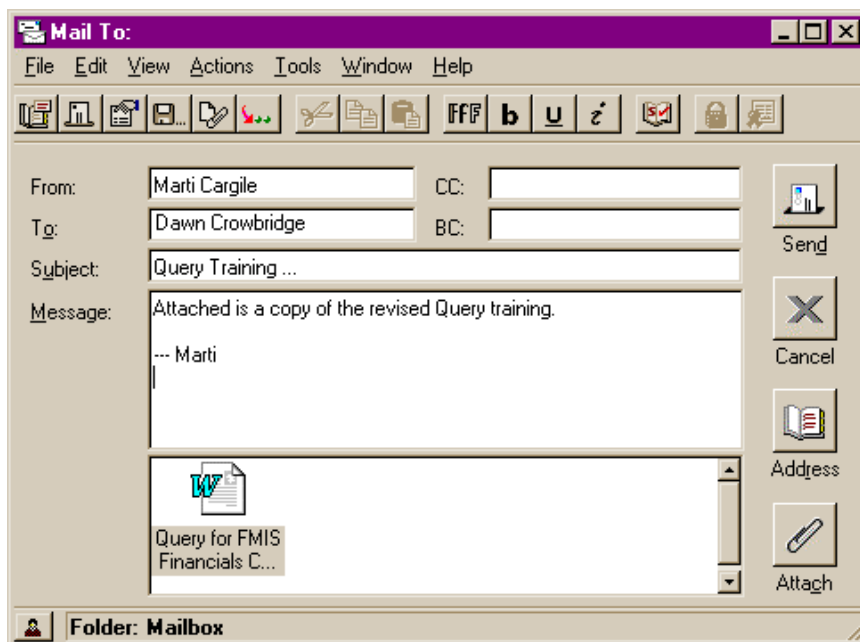 Mail To:
File Edit View Actions Tools Window Help
FfF b u i
From: Marti Cargile CC:
To: Dawn Crowbridge BC:
Subject: Query Training ...
Message: Attached is a copy of the revised Query training.
--- Marti
Send
Cancel
Address
Attach
W
Query for FMIS
Financials C...
Folder: Mailbox